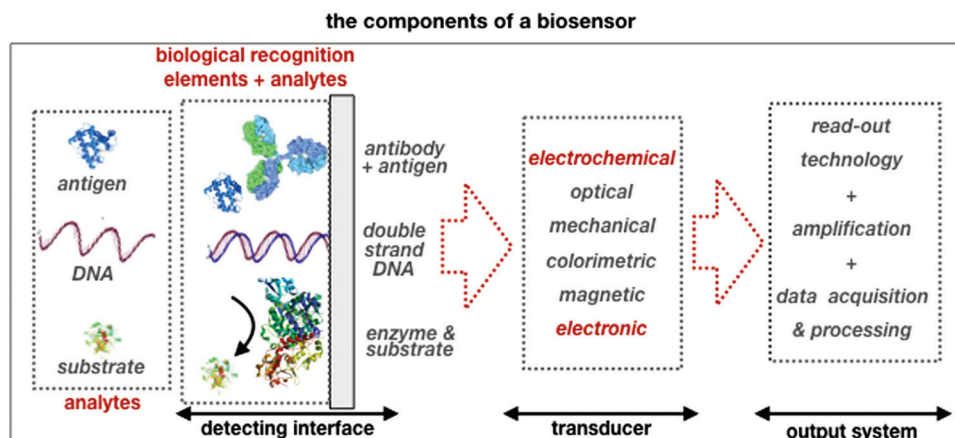 the components of a biosensor
biological recognition
elements + analytes
antigen
DNA
substrate
analytes
antibody
+ antigen
double
strand
DNA
enzyme &
substrate
detecting interface
electrochemical
optical
mechanical
colorimetric
magnetic
electronic
transducer
read-out
technology
+
amplification
+
data acquisition
& processing
output system